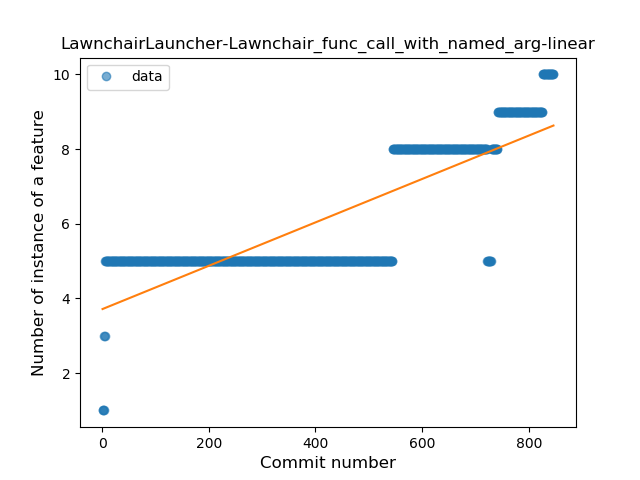 LawnchairLauncher-Lawnchair_func_call_with_named_arg-linear
data
Number of instance of a feature
10
8
6
4
2
0 200 400 600 800
Commit number